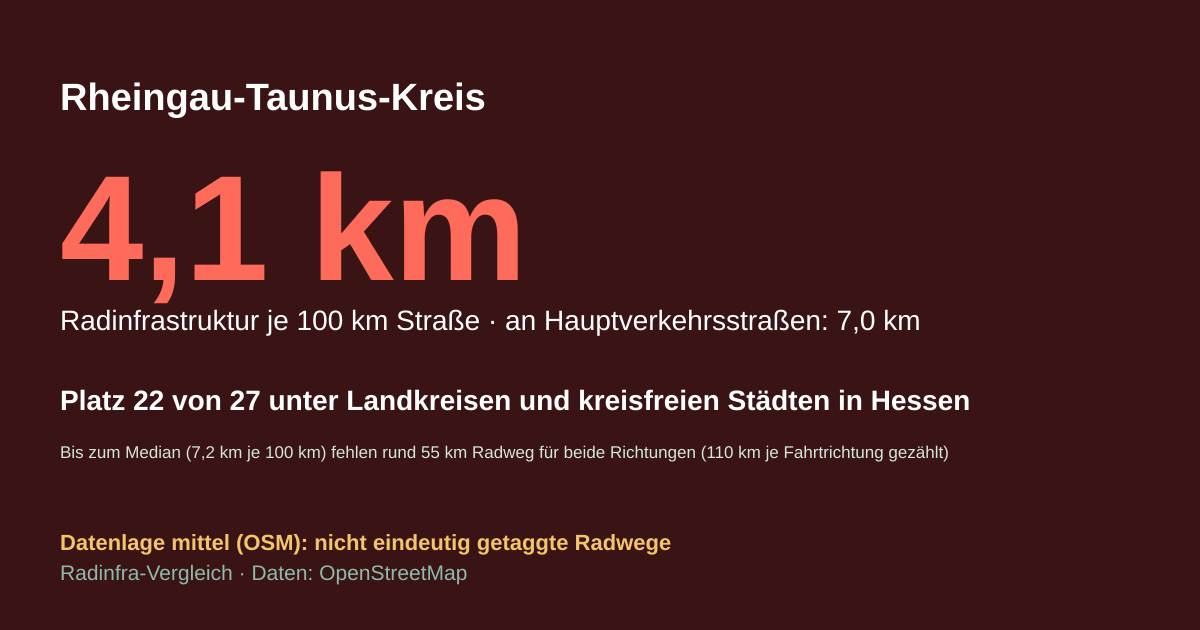 Rheingau-Taunus-Kreis
4,1 km
Radinfrastruktur je 100 km Straße · an Hauptverkehrsstraßen: 7,0 km
Platz 22 von 27 unter Landkreisen und kreisfreien Städten in Hessen
Bis zum Median (7,2 km je 100 km) fehlen rund 55 km Radweg für beide Richtungen (110 km je Fahrtrichtung gezählt)
Datenlage mittel (OSM): nicht eindeutig getaggte Radwege
Radinfra-Vergleich · Daten: OpenStreetMap